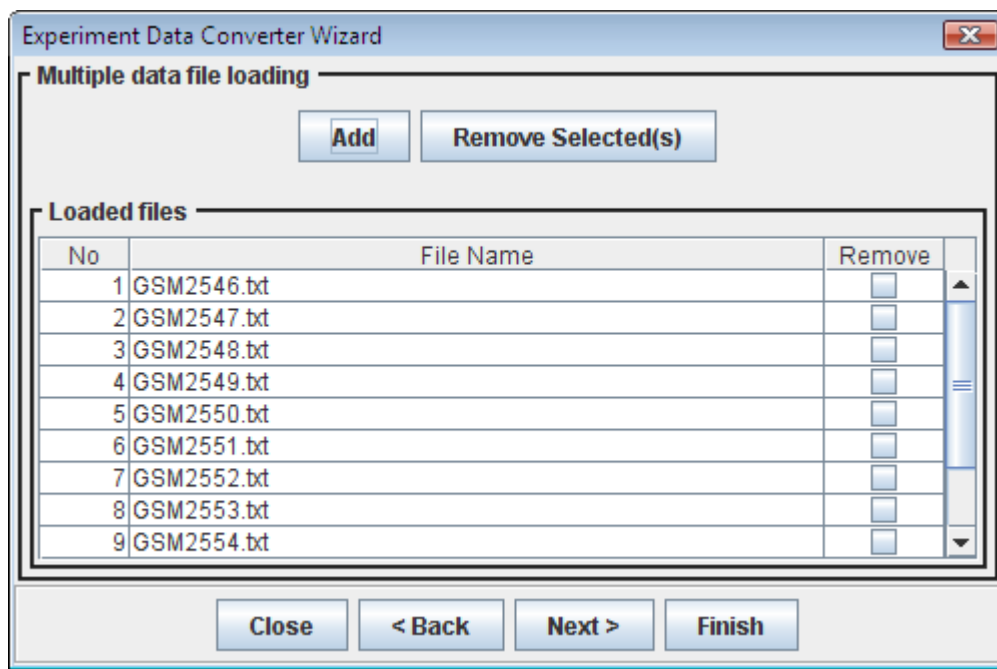 Experiment Data Converter Wizard
Multiple data file loading
Add Remove Selected(s)
Loaded files
No File Name Remove
1 GSM2546.txt
2 GSM2547.txt
3 GSM2548.txt
4 GSM2549.txt
5 GSM2550.txt
6 GSM2551.txt
7 GSM2552.txt
8 GSM2553.txt
9 GSM2554.txt
Close < Back Next > Finish